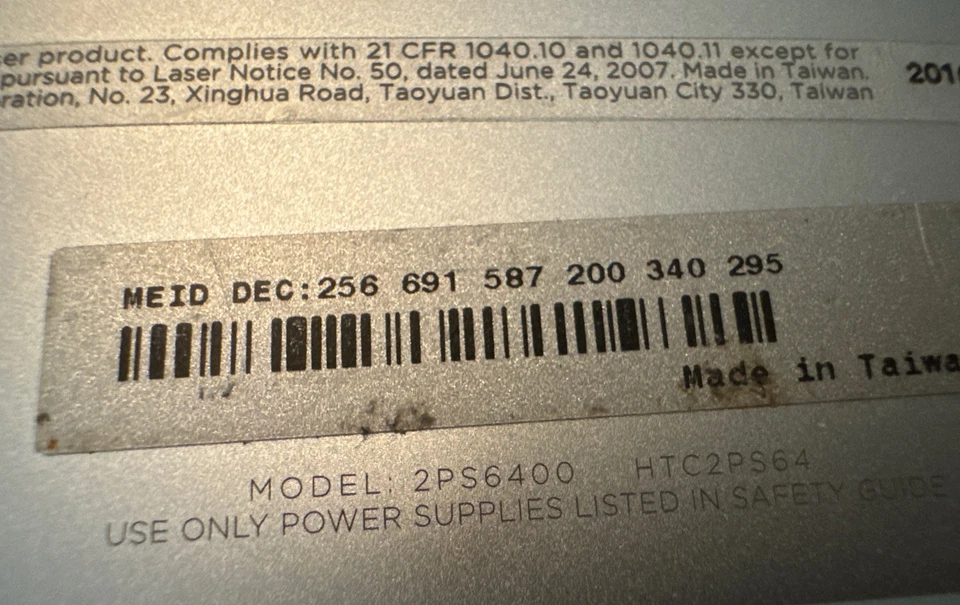 er product. Complies with 21 CFR 1040.10 and 1040.11 except for
pursuant to Laser Notice No. 50, dated June 24, 2007. Made in Taiwan.
201
ration, No. 23, Xinghua Road, Taoyuan Dist., Taoyuan City 330, Taiwan
MEID DEC:256 691 587 200 340 295
Made in Taiwa
MODEL: 2PS6400 HTC2PS64
USE ONLY POWER SUPPLIES LISTED IN SAFETY GUIDE